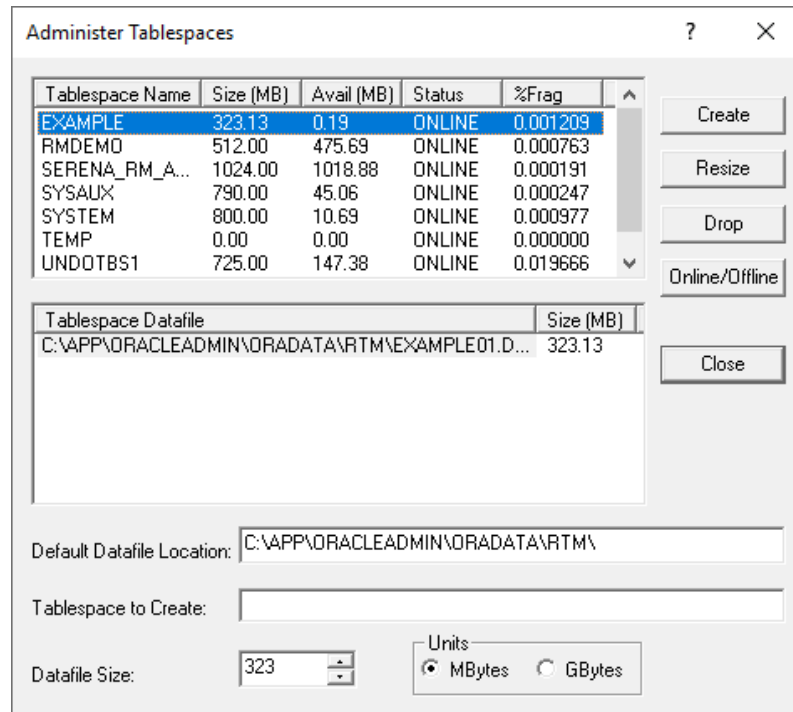 Administer Tablespaces ? ×
Tablespace Name Size (MB) Avail (MB) Status %Frag
EXAMPLE 323.13 0.19 ONLINE 0.001209
RMDEMO 512.00 475.69 ONLINE 0.000763
SERENA_RM_A... 1024.00 1018.88 ONLINE 0.000191
SYSAUX 790.00 45.06 ONLINE 0.000247
SYSTEM 800.00 10.69 ONLINE 0.000977
TEMP 0.00 0.00 ONLINE 0.000000
UNDOTBS1 725.00 147.38 ONLINE 0.019666
Create
Resize
Drop
Online/Offline
Close
Tablespace Datafile Size (MB)
C:\APP\ORACLEADMIN\ORADATA\RTM\EXAMPLE01.D... 323.13
Default Datafile Location: C:\APP\ORACLEADMIN\ORADATA\RTM\
Tablespace to Create:
Datafile Size: 323
Units
MBytes GBytes